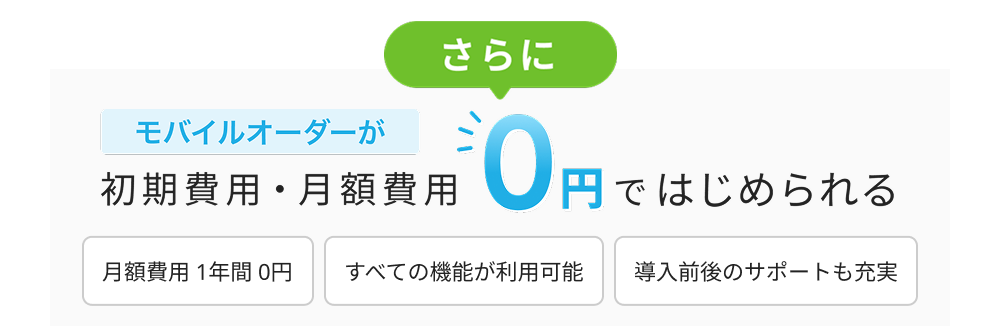 さらに
モバイルオーダーが
初期費用・月額費用 0円ではじめられる
月額費用 1年間 0円
すべての機能が利用可能
導入前後のサポートも充実